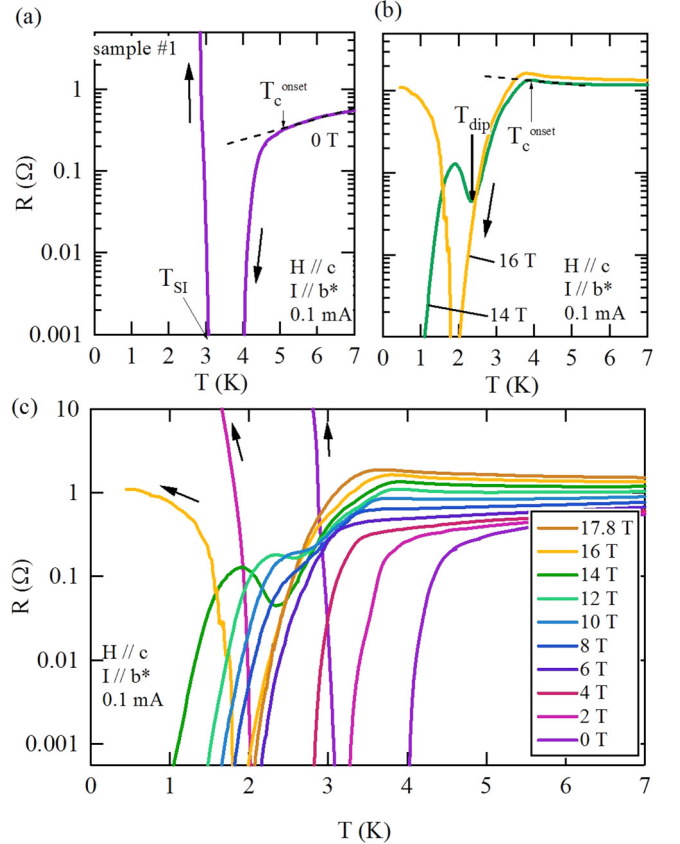 (a)
sample #1
T_c^onset
0 T
T_SI
H // c
I // b*
0.1 mA
R (Ω)
1
0.1
0.01
0.001
0 1 2 3 4 5 6 7
T (K)
(b)
T_dip
T_c^onset
16 T
14 T
H // c
I // b*
0.1 mA
0 1 2 3 4 5 6 7
T (K)
(c)
R (Ω)
10
1
0.1
0.01
0.001
H // c
I // b*
0.1 mA
17.8 T
16 T
14 T
12 T
10 T
8 T
6 T
4 T
2 T
0 T
0 1 2 3 4 5 6 7
T (K)